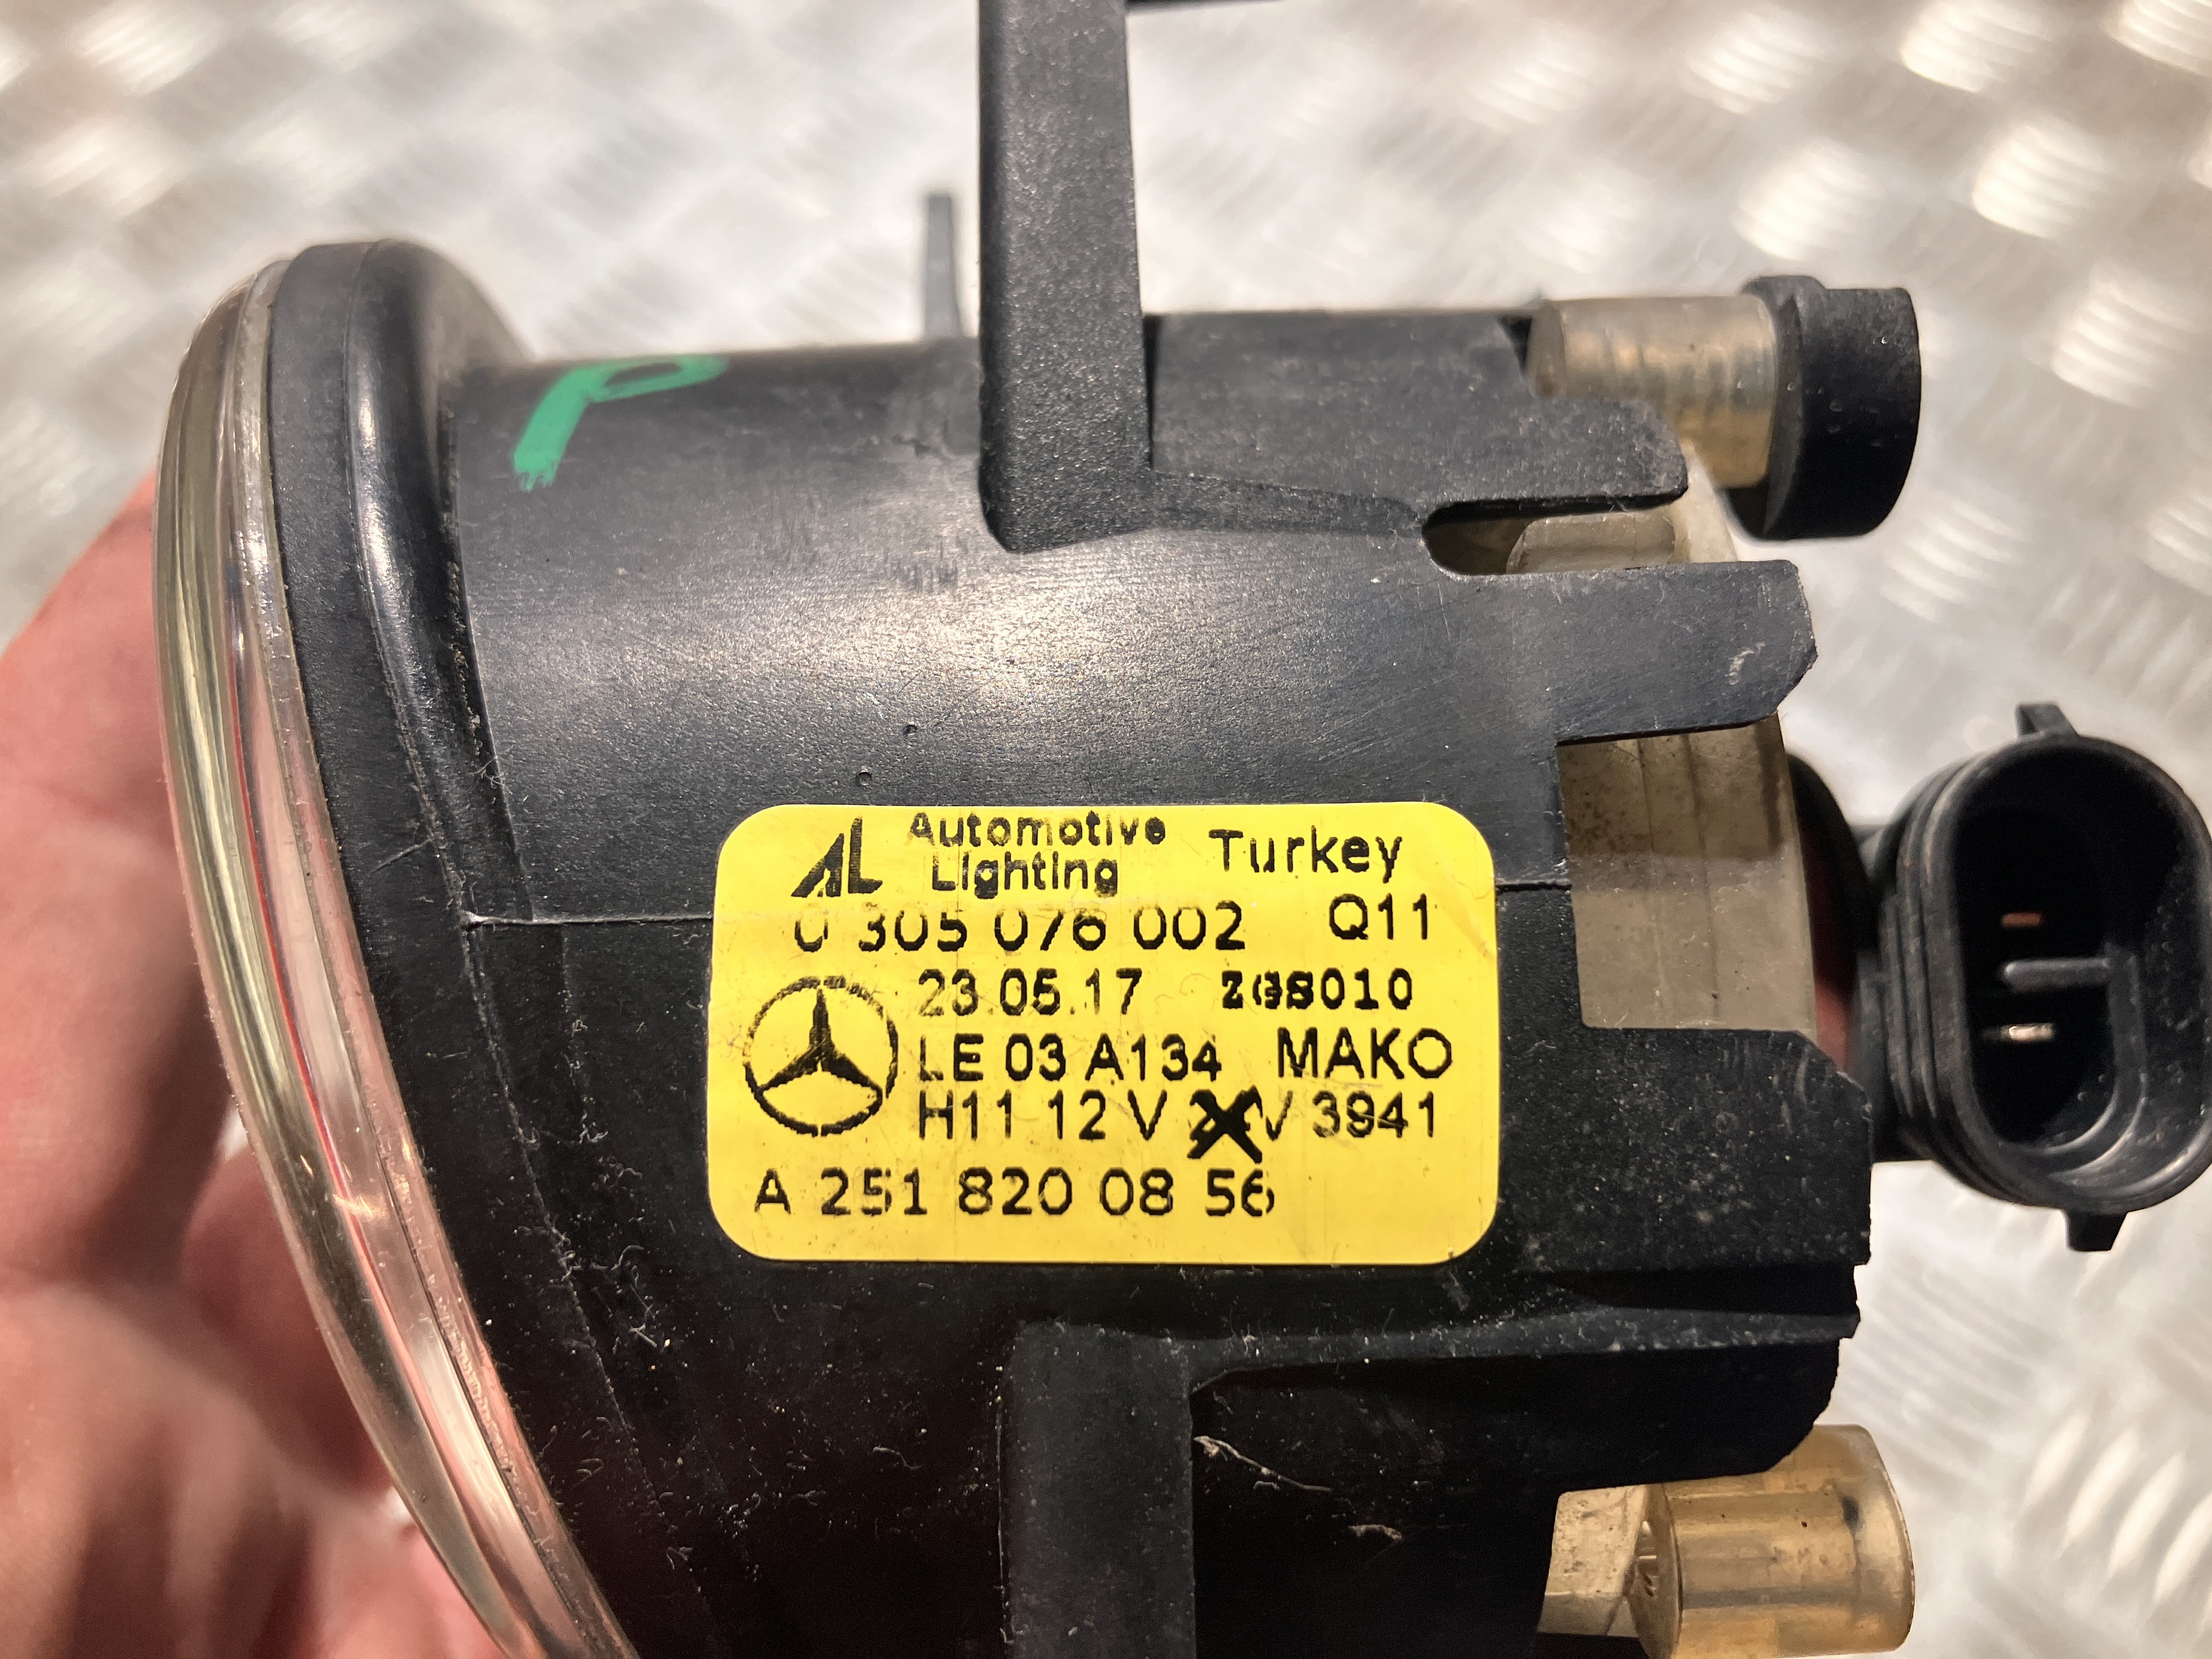 P
AL Automotive Lighting Turkey
0 305 076 002 Q11
23.05.17 ZGS010
LE 03 A134 MAKO
H11 12 V V 3941
A 251 820 08 56